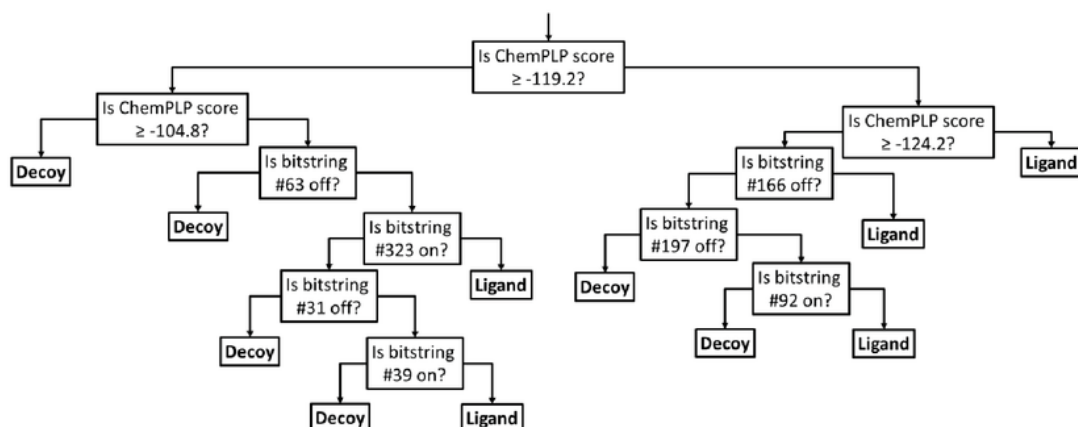 Is ChemPLP score
≥ -119.2?
Is ChemPLP score
≥ -104.8?
Is ChemPLP score
≥ -124.2?
Decoy
Is bitstring
#63 off?
Is bitstring
#166 off?
Ligand
Decoy
Is bitstring
#323 on?
Is bitstring
#197 off?
Ligand
Is bitstring
#31 off?
Ligand
Decoy
Is bitstring
#92 on?
Decoy
Is bitstring
#39 on?
Decoy
Ligand
Decoy
Ligand